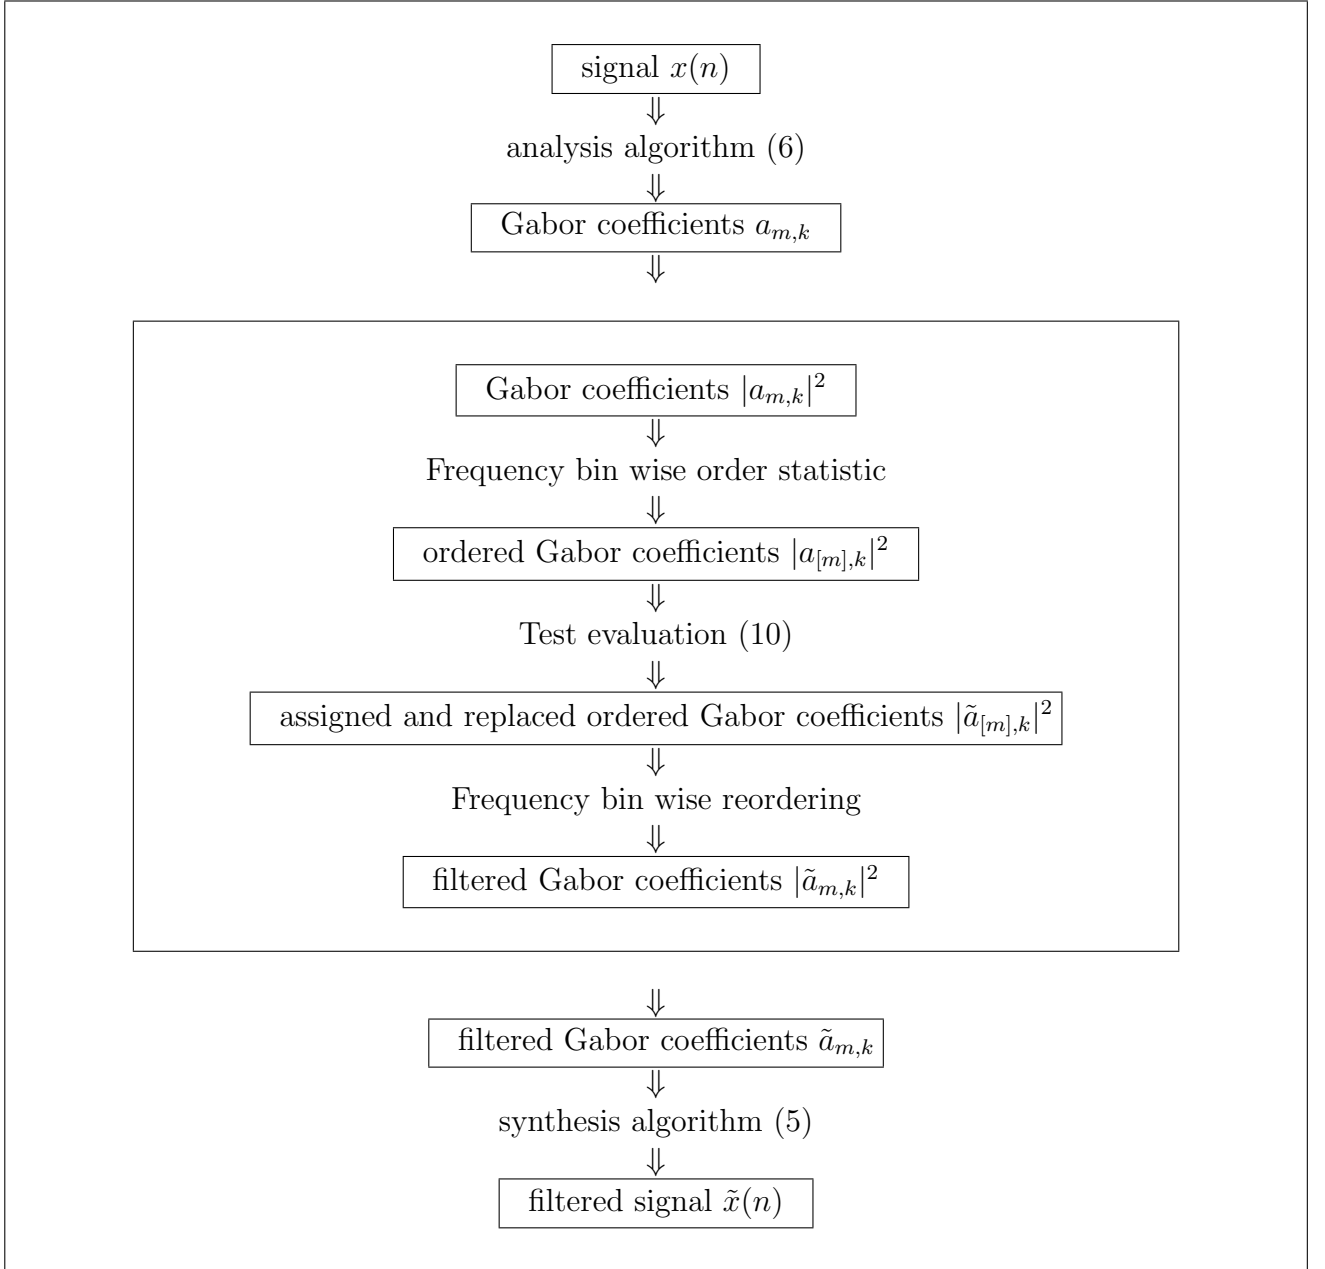 signal x(n)
⇓
analysis algorithm (6)
⇓
Gabor coefficients a_{m,k}
⇓
Gabor coefficients |a_{m,k}|^2
⇓
Frequency bin wise order statistic
⇓
ordered Gabor coefficients |a_{[m],k}|^2
⇓
Test evaluation (10)
⇓
assigned and replaced ordered Gabor coefficients |ã_{[m],k}|^2
⇓
Frequency bin wise reordering
⇓
filtered Gabor coefficients |ã_{m,k}|^2
⇓
filtered Gabor coefficients ã_{m,k}
⇓
synthesis algorithm (5)
⇓
filtered signal x̃(n)